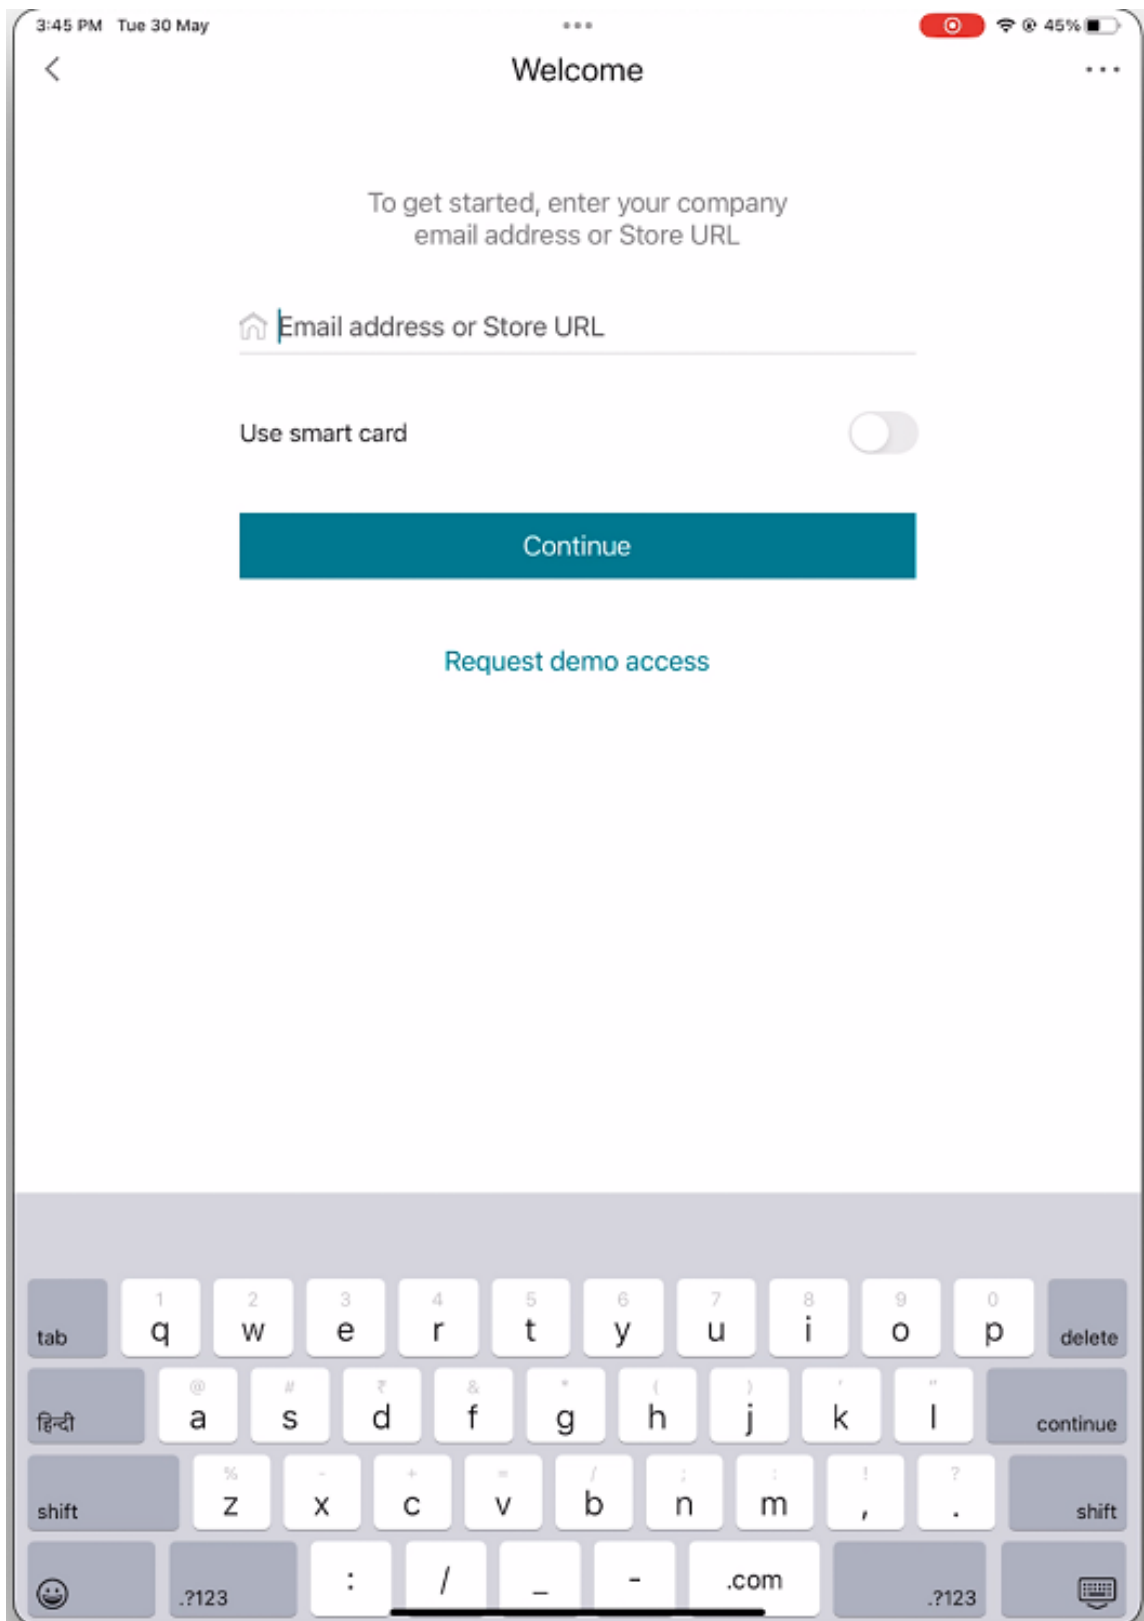 3:45 PM Tue 30 May
45%
Welcome
To get started, enter your company
email address or Store URL
Email address or Store URL
Use smart card
Continue
Request demo access
1 2 3 4 5 6 7 8 9 0
tab q w e r t y u i o p delete
@ # ₹ & * ( ) ' "
हिन्दी a s d f g h j k l continue
% - + = / ; : ! ?
shift z x c v b n m , . shift
.?123 : / _ - .com .?123